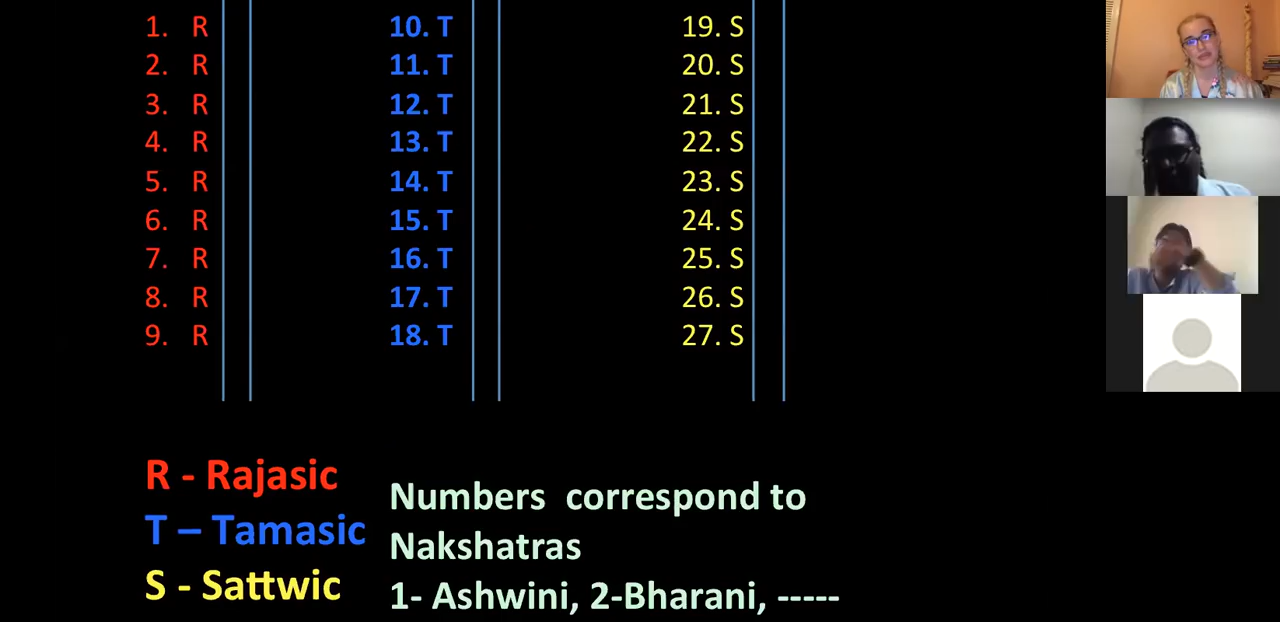 1. R 10. T 19. S
2. R 11. T 20. S
3. R 12. T 21. S
4. R 13. T 22. S
5. R 14. T 23. S
6. R 15. T 24. S
7. R 16. T 25. S
8. R 17. T 26. S
9. R 18. T 27. S
R - Rajasic
T – Tamasic
S - Sattwic
Numbers correspond to
Nakshatras
1- Ashwini, 2-Bharani, -----